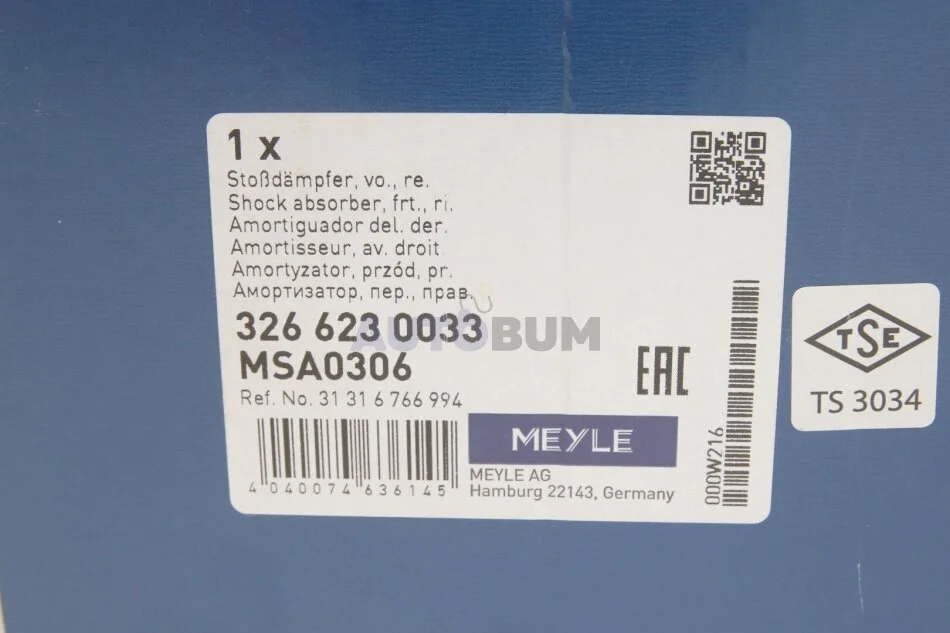 1 x
Stoßdämpfer, vo., re.
Shock absorber, frt., ri.
Amortiguador del. der.
Amortisseur, av. droit.
Amortyzator, przód, pr.
Амортизатор, пер., прав.
326 623 0033
AUTOBUM
MSA0306
Ref. No. 31 31 6 766 994
EAC
MEYLE
MEYLE AG
Hamburg 22143, Germany
4 040074 636145
000W216
TSE
TS 3034